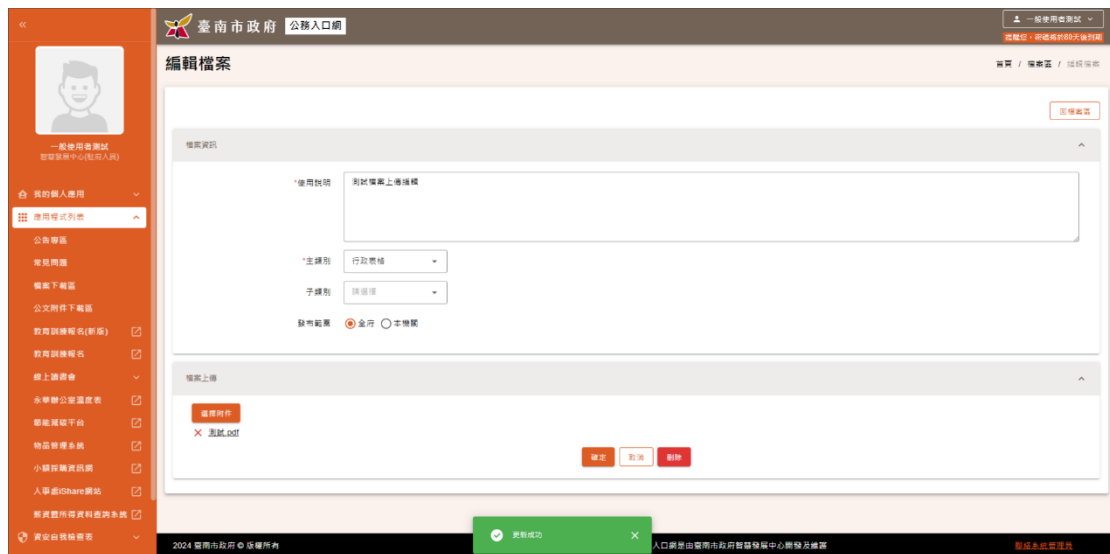 «
臺南市政府 公務入口網
一般使用者測試
提醒您，密碼將於89天後到期
編輯檔案
首頁 / 檔案區 / 編輯檔案
一般使用者測試
智慧發展中心(駐府人員)
回檔案區
檔案資訊
我的個人應用
應用程式列表
公告專區
常見問題
檔案下載區
公文附件下載區
教育訓練報名(新版)
教育訓練報名
線上讀書會
永華辦公室溫度表
節能減碳平台
物品管理系統
小額採購資訊網
人事處iShare網站
薪資暨所得資料查詢系統
資安自我檢查表
*使用說明
測試檔案上傳編輯
*主類別
行政表格
子類別
請選擇
發布範圍
全府 本機關
檔案上傳
選擇附件
測試.pdf
確定 取消 刪除
更新成功
2024 臺南市政府 © 版權所有
入口網是由臺南市政府智慧發展中心開發及維護
聯絡系統管理員